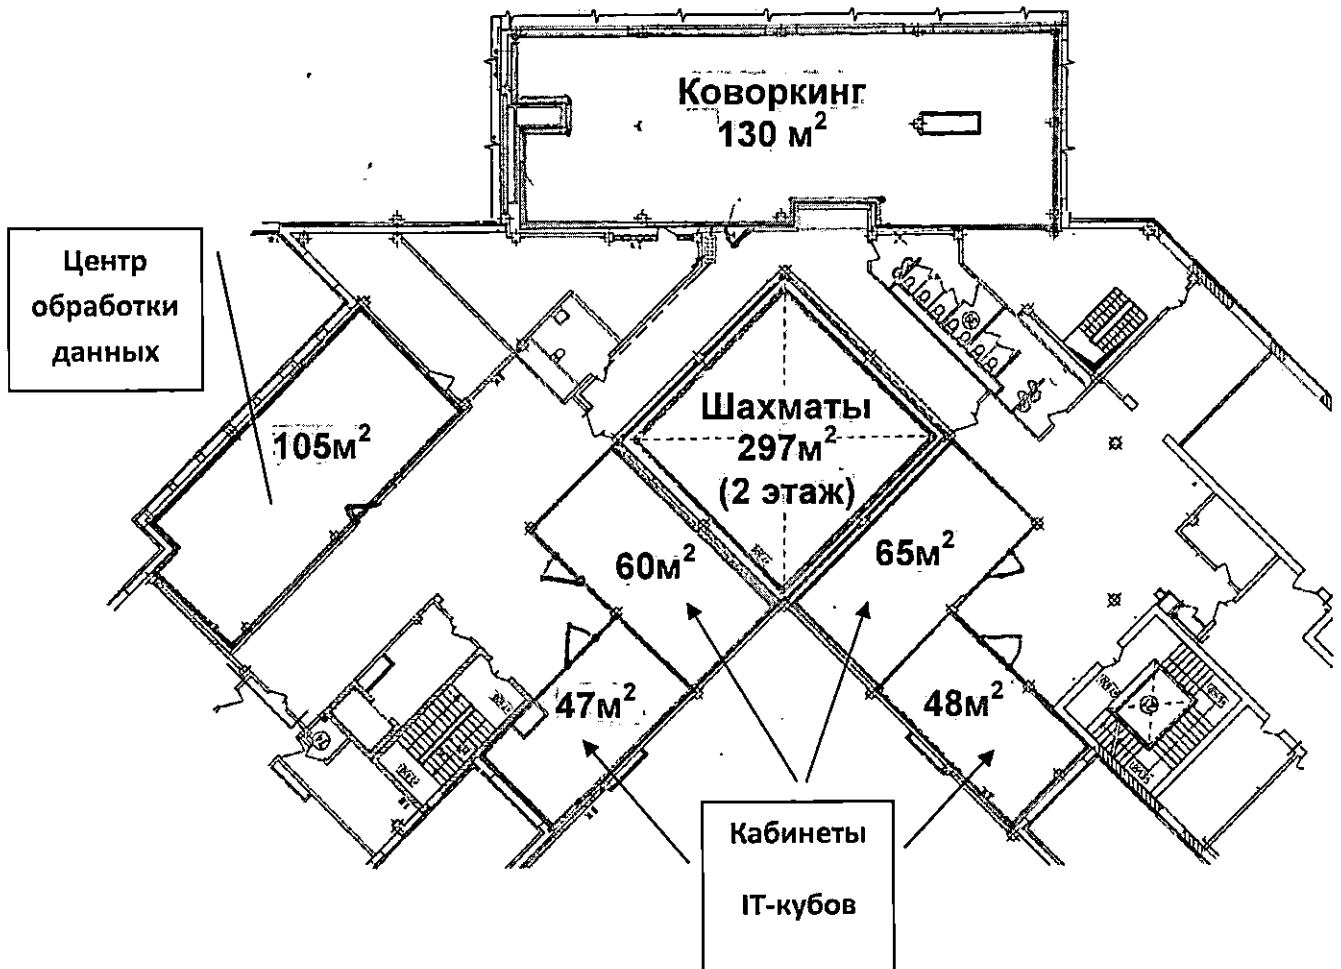 Коворкинг
130 м²
Центр
обработки
данных
105м²
Шахматы
297м²
(2 этаж)
60м²
65м²
47м²
48м²
Кабинеты
IT-кубов